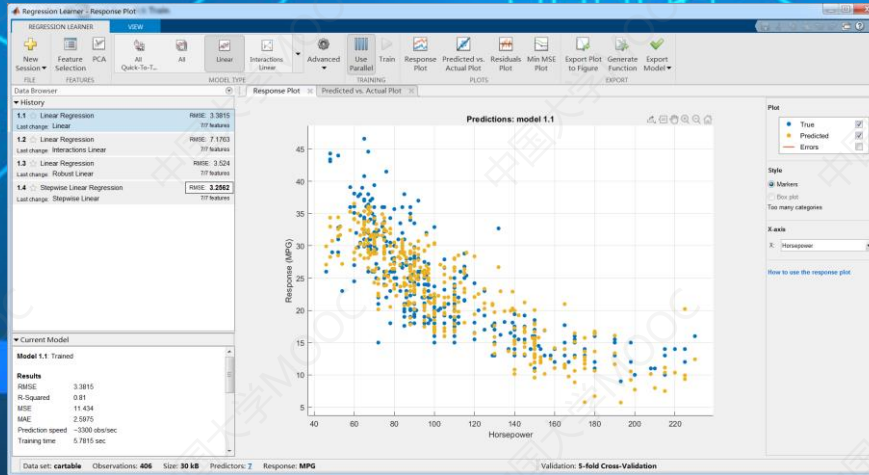 Regression Learner - Response Plot
REGRESSION LEARNER
VIEW
New Session
Feature Selection
PCA
All Quick-To-T...
All
Linear
Interactions Linear
Advanced
Use Parallel
Train
Response Plot
Predicted vs. Actual Plot
Residuals Plot
Min MSE Plot
Export Plot to Figure
Generate Function
Export Model
FILE
FEATURES
MODEL TYPE
TRAINING
PLOTS
EXPORT
Data Browser
Response Plot
Predicted vs. Actual Plot
History
1.1 Linear Regression RMSE: 3.3815
Last change: Linear 7/7 features
1.2 Linear Regression RMSE: 7.1763
Last change: Interactions Linear 7/7 features
1.3 Linear Regression RMSE: 3.524
Last change: Robust Linear 7/7 features
1.4 Stepwise Linear Regression RMSE: 3.2562
Last change: Stepwise Linear 7/7 features
Current Model
Model 1.1: Trained
Results
RMSE 3.3815
R-Squared 0.81
MSE 11.434
MAE 2.5975
Prediction speed ~3300 obs/sec
Training time 5.7815 sec
Predictions: model 1.1
Response (MPG)
45
40
35
30
25
20
15
10
5
40 60 80 100 120 140 160 180 200 220
Horsepower
Plot
True
Predicted
Errors
Style
Markers
Box plot
Too many categories
X-axis
X: Horsepower
How to use the response plot
Data set: cartable Observations: 406 Size: 30 kB Predictors: 7 Response: MPG
Validation: 5-fold Cross-Validation
中国大学MOOC